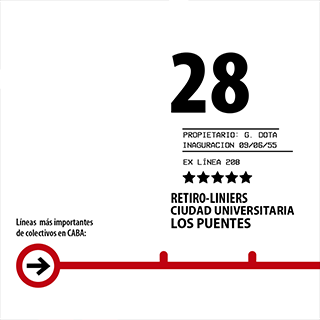 28
PROPIETARIO: G. DOTA
INAGURACION 09/06/55
EX LÍNEA 208
RETIRO-LINIERS
CIUDAD UNIVERSITARIA
LOS PUENTES
Líneas más importantes
de colectivos en CABA: